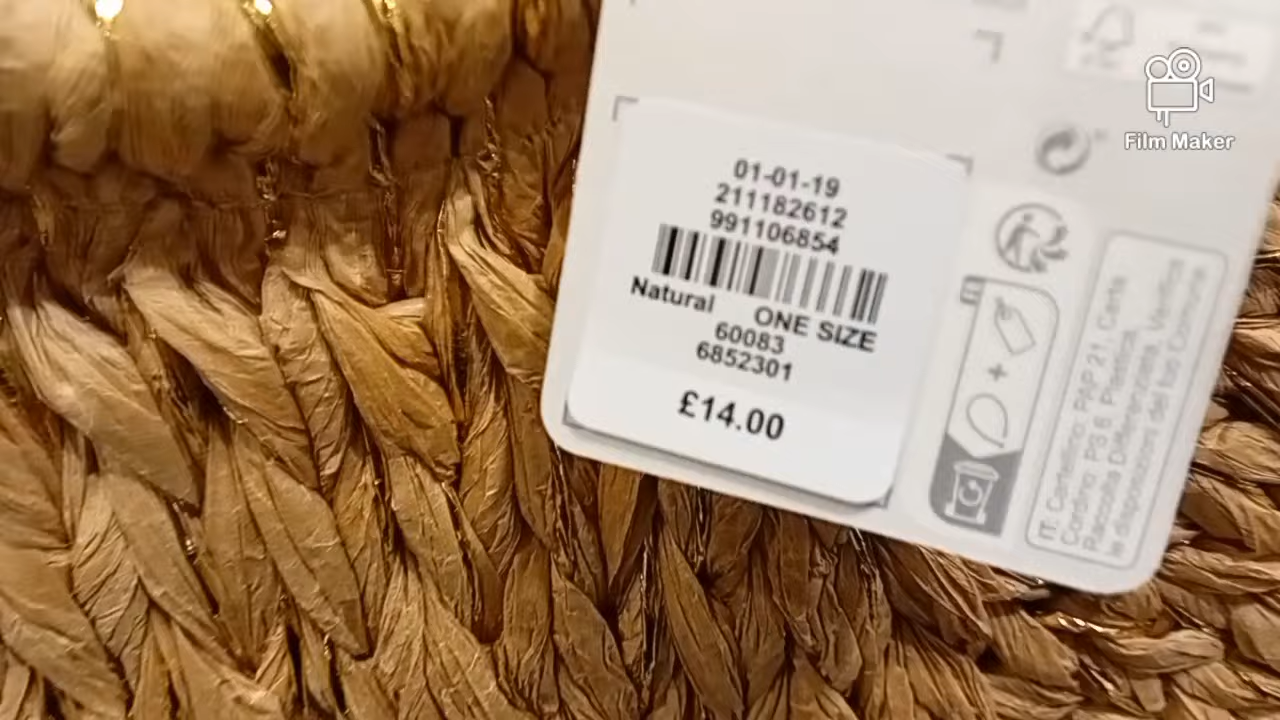 Film Maker
01-01-19
211182612
991106854
Natural ONE SIZE
60083
6852301
£14.00
IT: Cartellino: PAP 21, Carta
Cordino: PG 6, Plastica,
Raccolta Differenziata. Verifica
le disposizioni del tuo Comune.